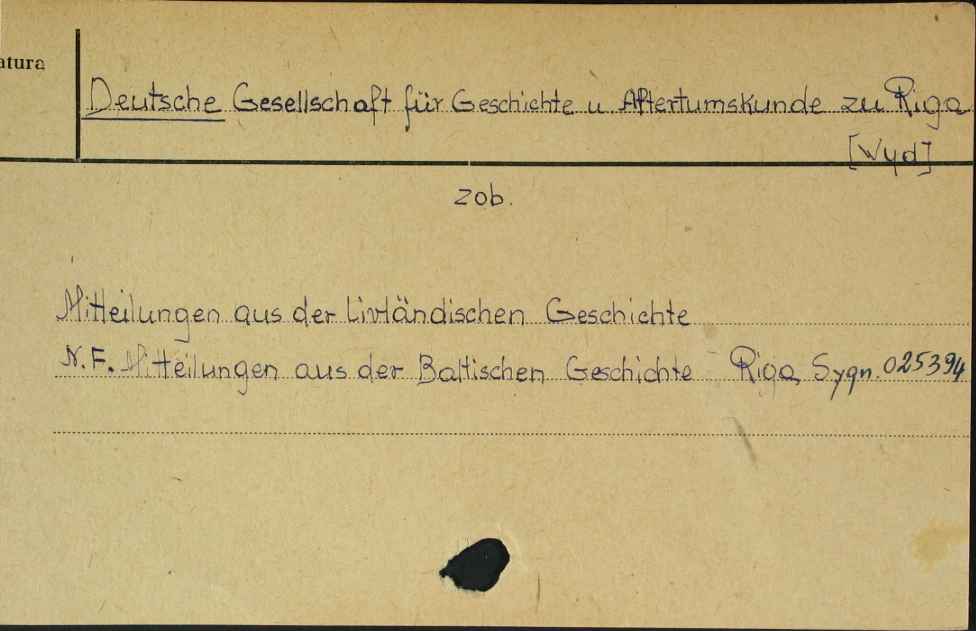 atura
Deutsche Gesellschaft für Geschichte u Altertumskunde zu Riga
[Wyd]
zob.
Mitteilungen aus der Livländischen Geschichte
N.F. Mitteilungen aus der Baltischen Geschichte Riga Sygn. 025394